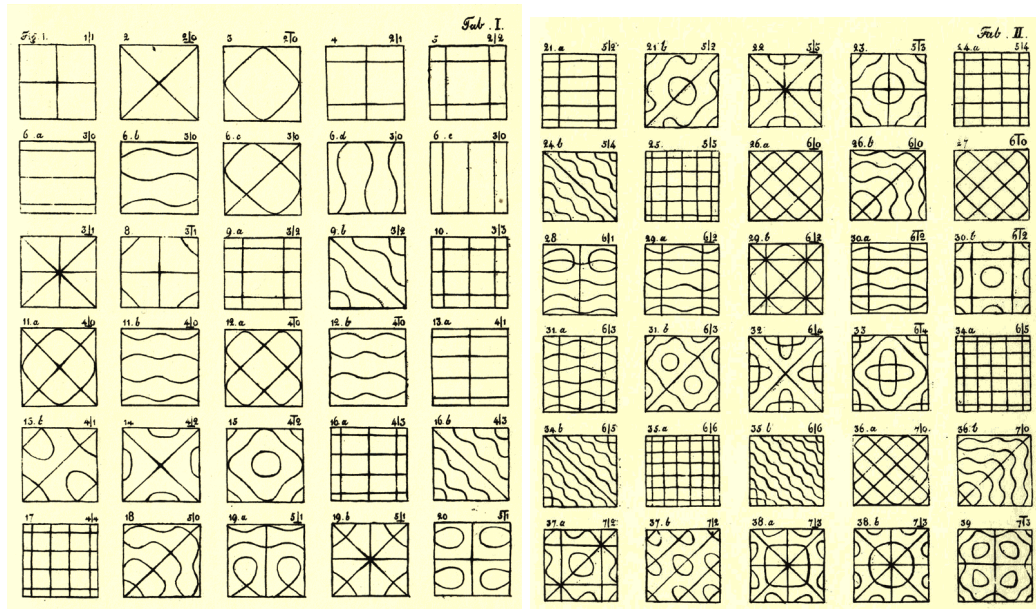 Tab. I.
Fig. 1. 1|1 2 2|0 3 2|0 4 2|1 5 2|2
6.a 3|0 6.b 3|0 6.c 3|0 6.d 3|0 6.e 3|0
3|1 8 3|1 9.a 3|2 9.b 3|2 10. 3|3
11.a 4|0 11.b 4|0 12.a 4|0 12.b 4|0 13.a 4|1
13.b 4|1 14 4|2 15 4|2 16.a 4|3 16.b 4|3
17 4|4 18 5|0 19.a 5|1 19.b 5|1 20 5|1
Tab. II.
21.a 5|2 21.b 5|2 22 5|3 23. 5|3 24.a 5|4
24.b 5|4 25. 5|5 26.a 6|0 26.b 6|0 27 6|0
28 6|1 29.a 6|2 29.b 6|2 30.a 6|2 30.b 6|2
31.a 6|3 31.b 6|3 32 6|4 33 6|4 34.a 6|5
34.b 6|5 35.a 6|6 35.b 6|6 36.a 7|0 36.b 7|0
37.a 7|2 37.b 7|2 38.a 7|3 38.b 7|3 39 7|3